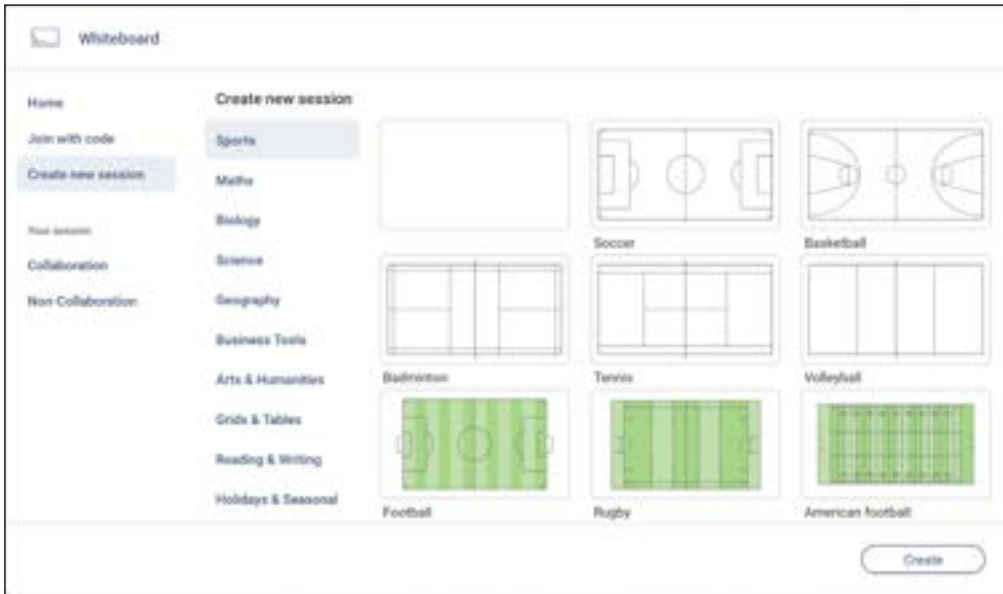 Whiteboard
Home
Join with code
Create new session
Your session
Collaboration
Non-Collaboration
Create new session
Sports
Maths
Biology
Science
Geography
Business Tools
Arts & Humanities
Grids & Tables
Reading & Writing
Holidays & Seasonal
Soccer
Basketball
Badminton
Tennis
Volleyball
Football
Rugby
American football
Create